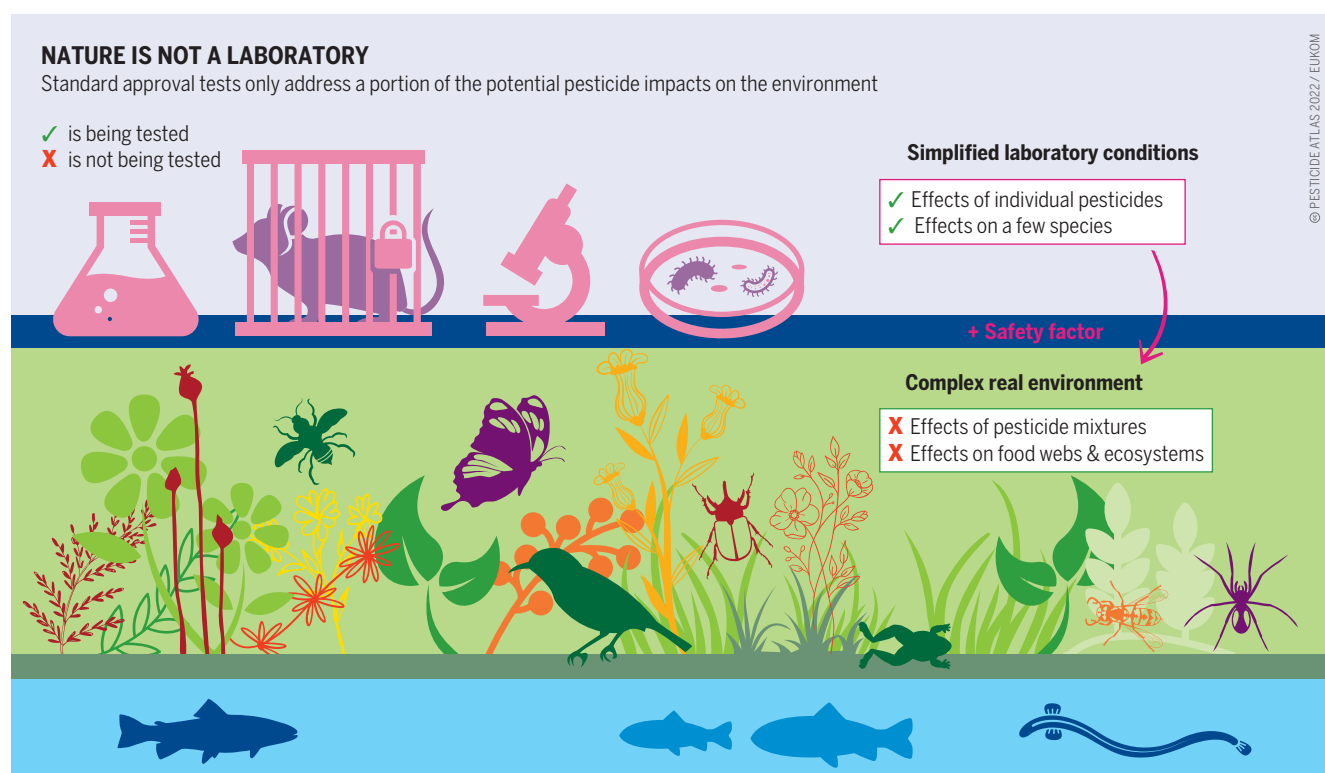 NATURE IS NOT A LABORATORY
Standard approval tests only address a portion of the potential pesticide impacts on the environment
✓ is being tested
X is not being tested
Simplified laboratory conditions
✓ Effects of individual pesticides
✓ Effects on a few species
+ Safety factor
Complex real environment
X Effects of pesticide mixtures
X Effects on food webs & ecosystems
PESTICIDE ATLAS 2022 / EUKOM